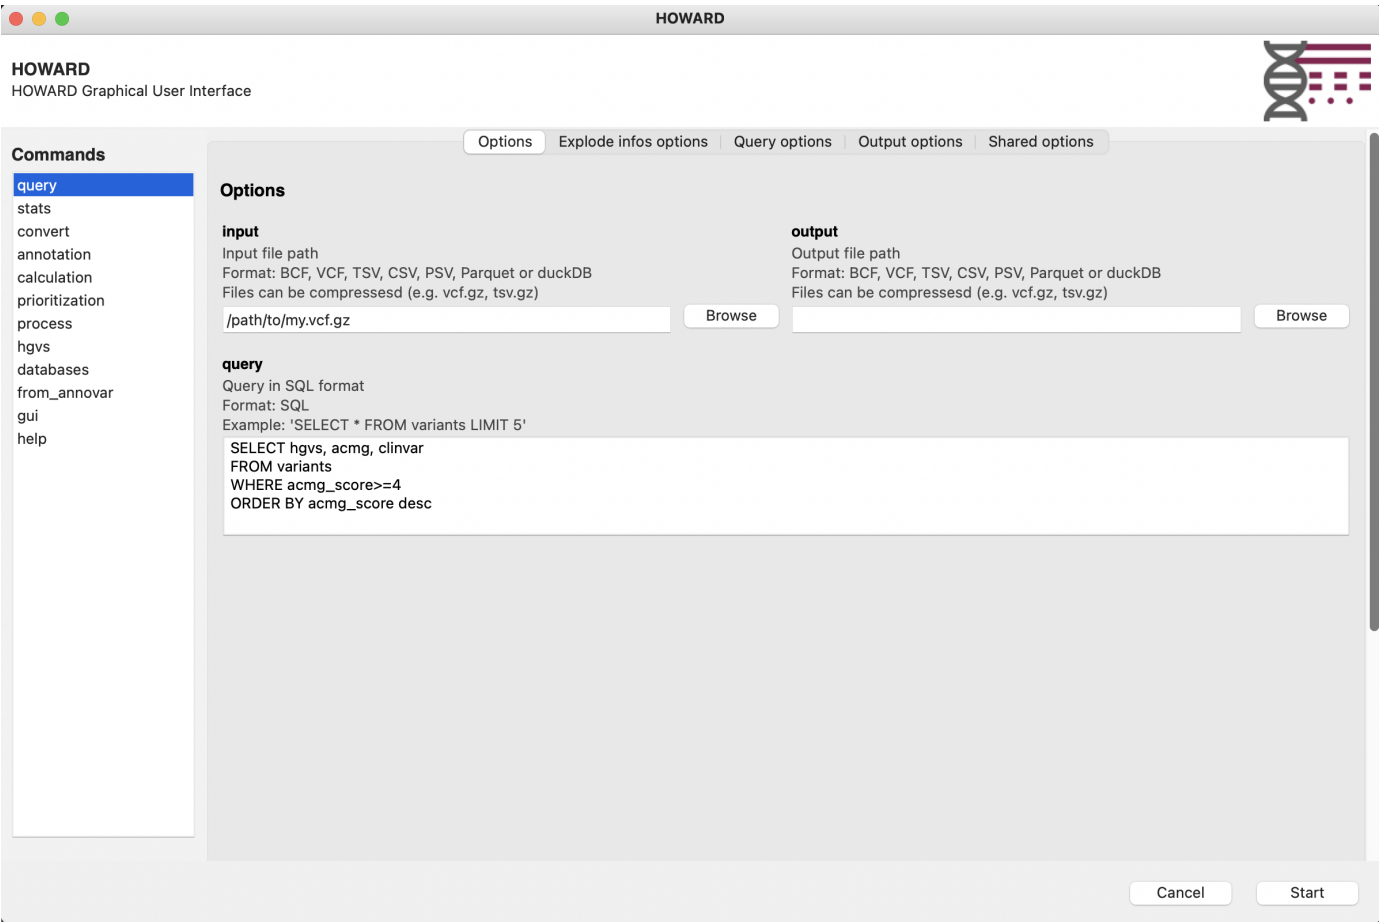 HOWARD
HOWARD
HOWARD Graphical User Interface
Commands
query
stats
convert
annotation
calculation
prioritization
process
hgvs
databases
from_annovar
gui
help
Options
Explode infos options
Query options
Output options
Shared options
Options
input
Input file path
Format: BCF, VCF, TSV, CSV, PSV, Parquet or duckDB
Files can be compressesd (e.g. vcf.gz, tsv.gz)
/path/to/my.vcf.gz
Browse
output
Output file path
Format: BCF, VCF, TSV, CSV, PSV, Parquet or duckDB
Files can be compressesd (e.g. vcf.gz, tsv.gz)
Browse
query
Query in SQL format
Format: SQL
Example: 'SELECT * FROM variants LIMIT 5'
SELECT hgvs, acmg, clinvar
FROM variants
WHERE acmg_score>=4
ORDER BY acmg_score desc
Cancel
Start